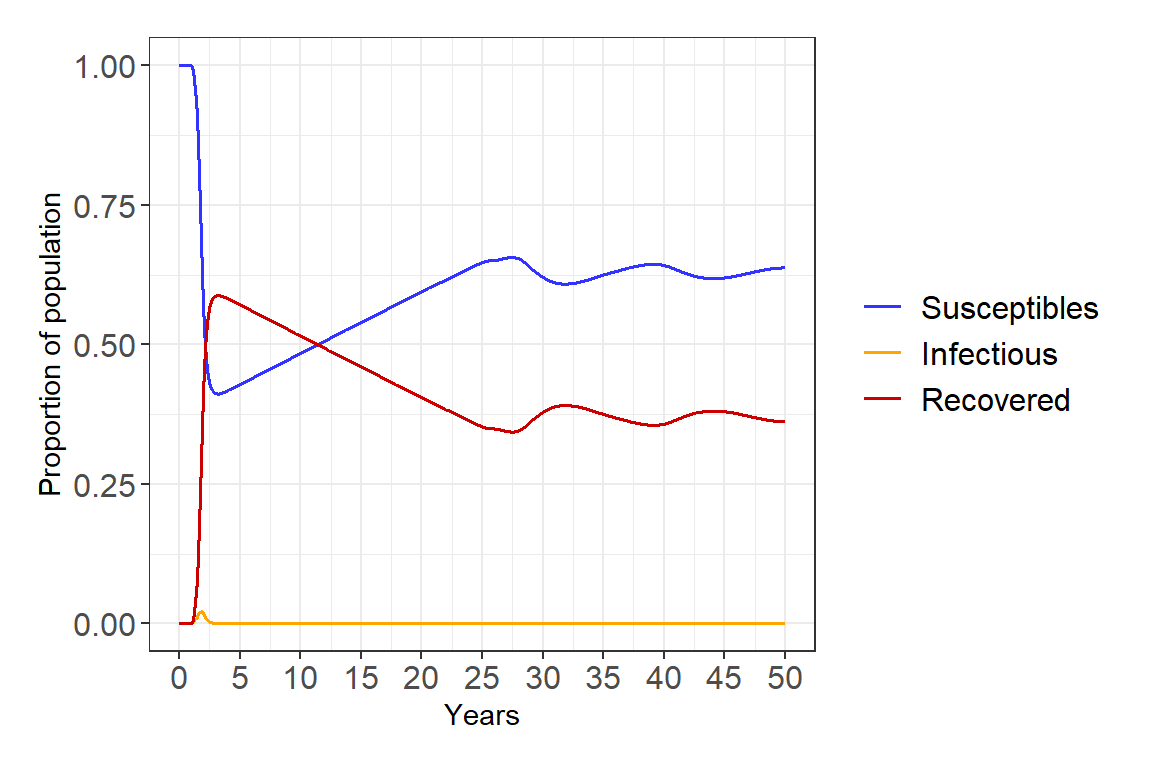 Proportion of population
1.00
0.75
0.50
0.25
0.00
0 5 10 15 20 25 30 35 40 45 50
Years
Susceptibles
Infectious
Recovered